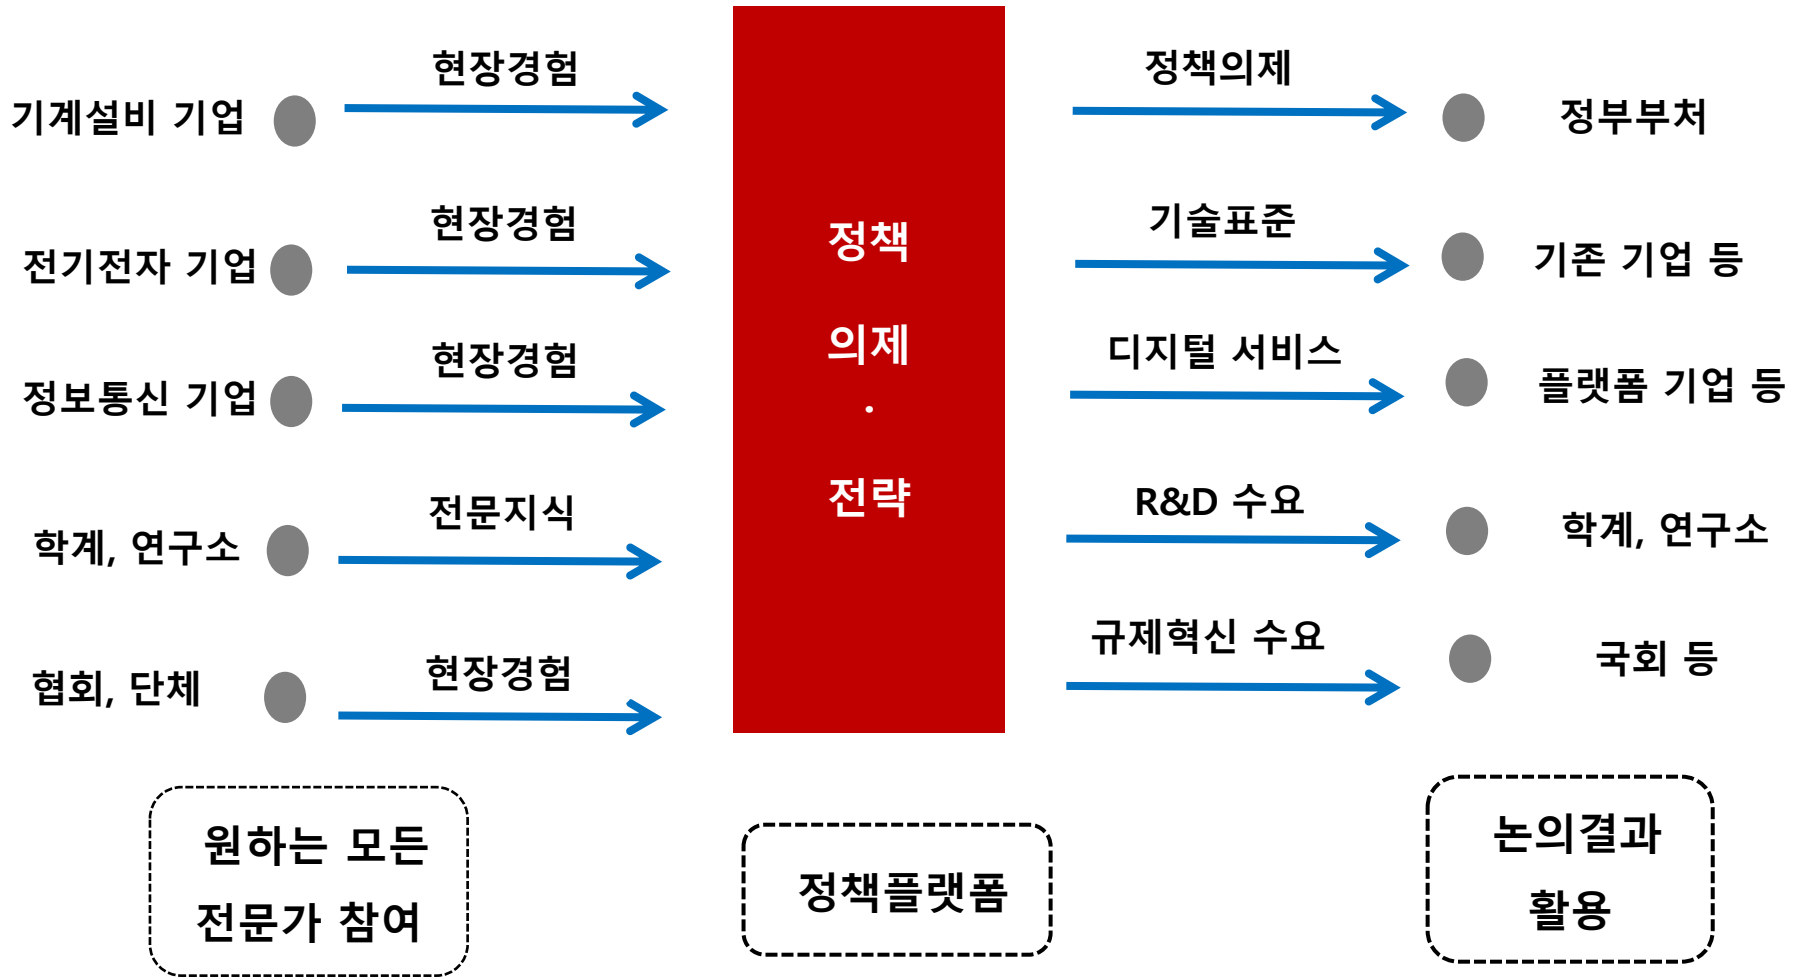 현장경험
정책의제
기계설비 기업
정부부처
현장경험
기술표준
전기전자 기업
기존 기업 등
현장경험
디지털 서비스
정보통신 기업
플랫폼 기업 등
전문지식
R&D 수요
학계, 연구소
학계, 연구소
현장경험
규제혁신 수요
협회, 단체
국회 등
정책
의제
·
전략
원하는 모든
전문가 참여
정책플랫폼
논의결과
활용